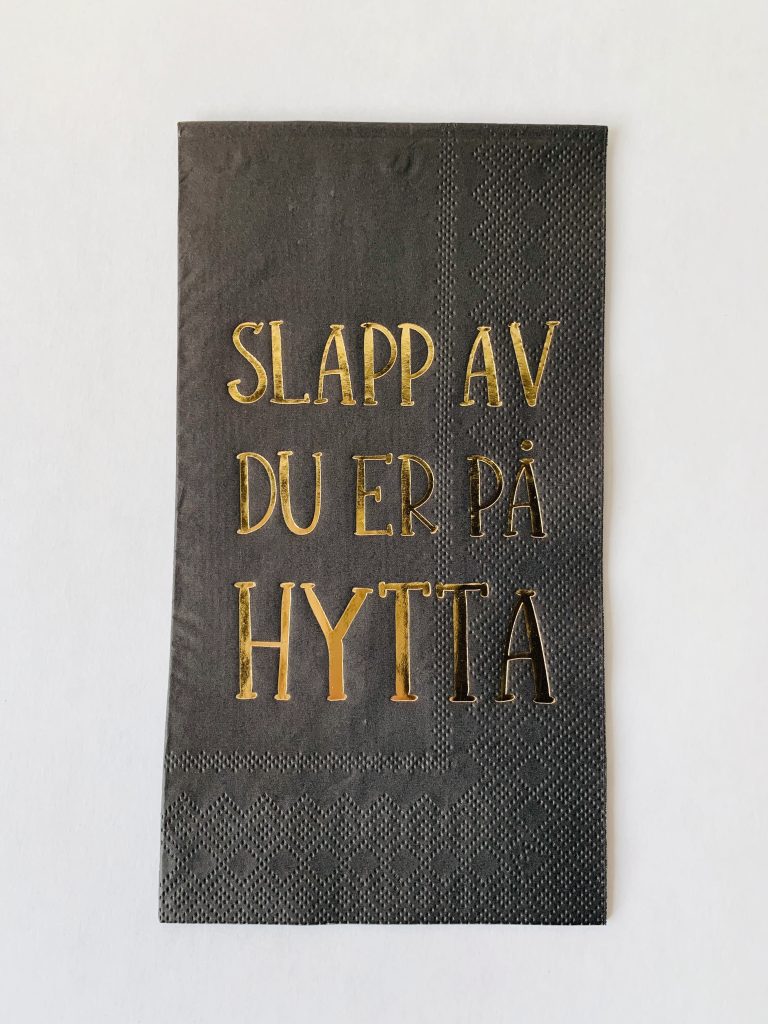 SLAPP AV
DU ER PÅ
HYTTA